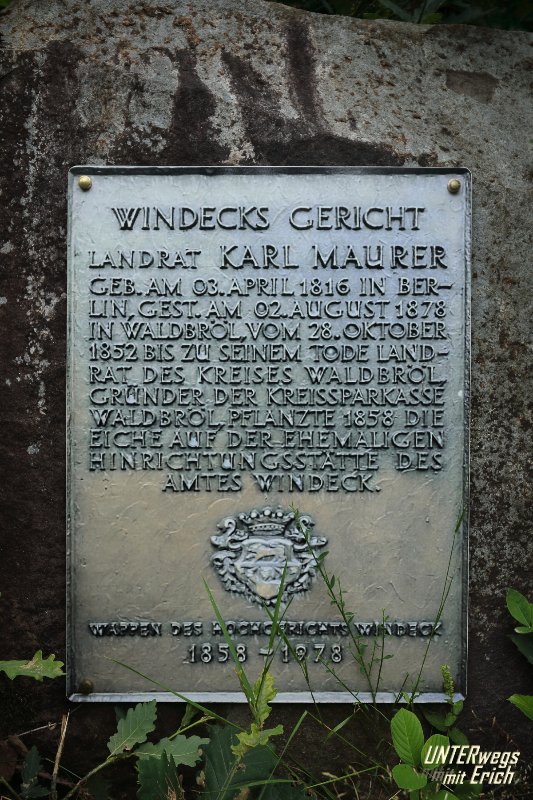 WINDECKS GERICHT
LANDRAT KARL MAURER
GEB. AM 03. APRIL 1816 IN BER-
LIN, GEST. AM 02. AUGUST 1878
IN WALDBRÖL, VOM 28. OKTOBER
1852 BIS ZU SEINEM TODE LAND-
RAT DES KREISES WALDBRÖL,
GRÜNDER DER KREISSPARKASSE
WALDBRÖL, PFLANZTE 1858 DIE
EICHE AUF DER EHEMALIGEN
HINRICHTUNGSSTÄTTE DES
AMTES WINDECK.
WAPPEN DES HOCHGERICHTS WINDECK
1858 - 1978
UNTERwegs
mit Erich